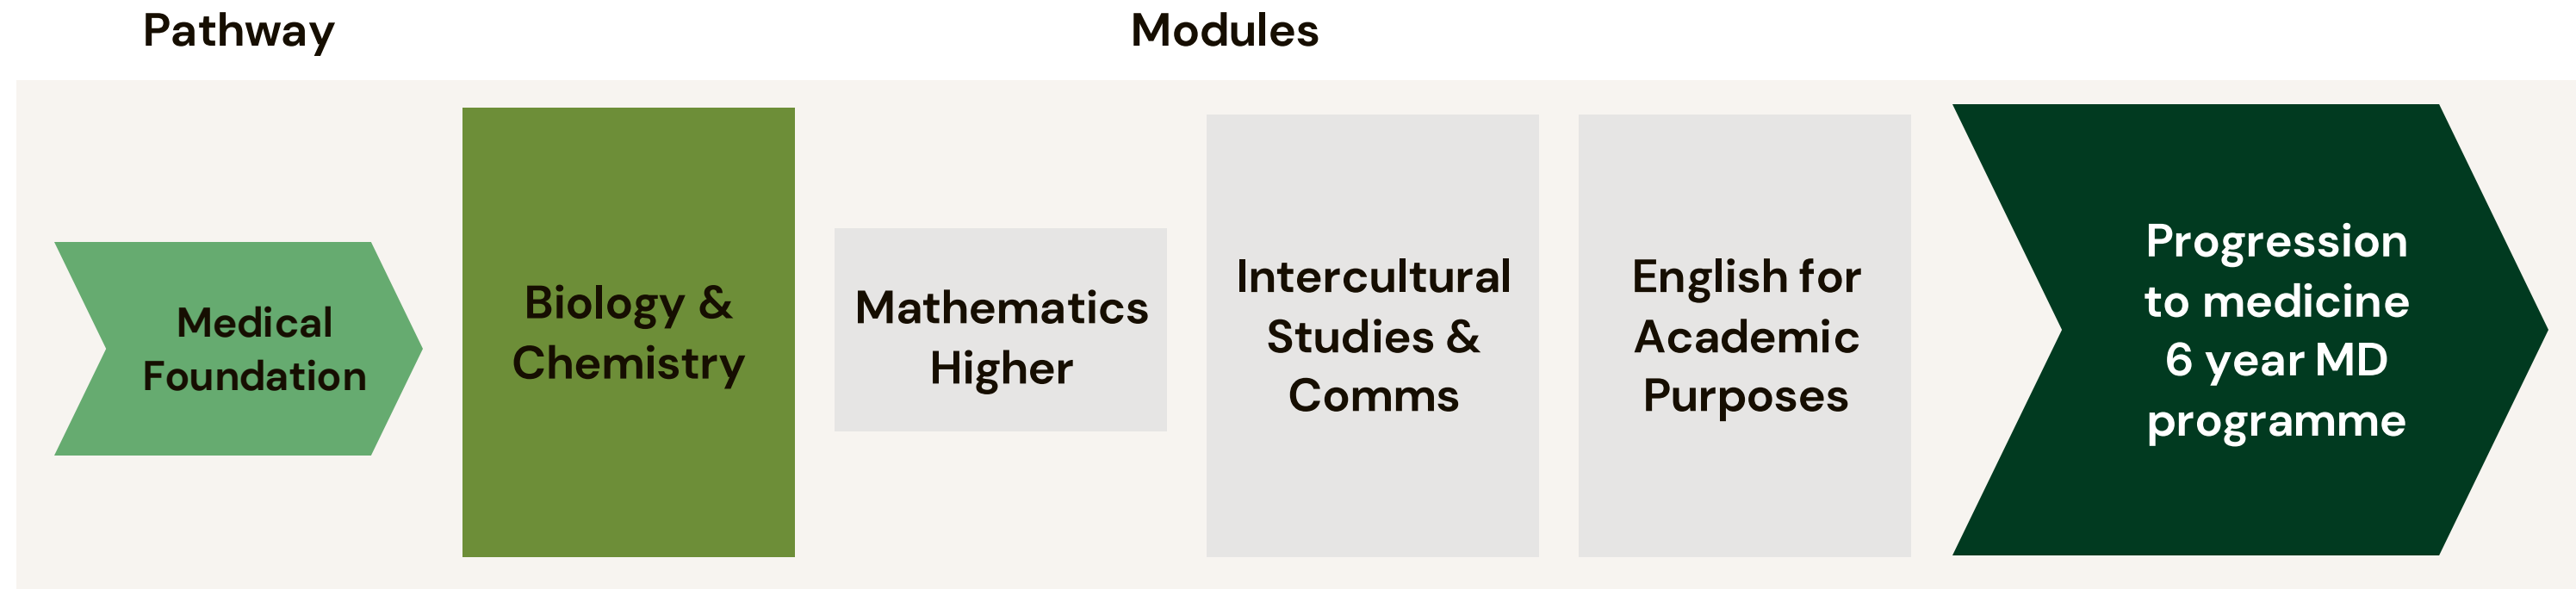 Pathway
Modules
Medical
Foundation
Biology &
Chemistry
Mathematics
Higher
Intercultural
Studies &
Comms
English for
Academic
Purposes
Progression
to medicine
6 year MD
programme